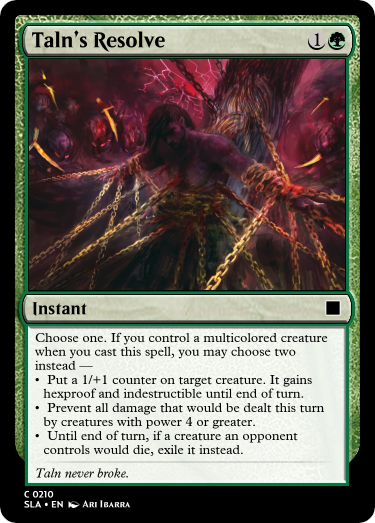 Taln's Resolve 1
Instant
Choose one. If you control a multicolored creature
when you cast this spell, you may choose two
instead —
• Put a 1/+1 counter on target creature. It gains
hexproof and indestructible until end of turn.
• Prevent all damage that would be dealt this turn
by creatures with power 4 or greater.
• Until end of turn, if a creature an opponent
controls would die, exile it instead.
Taln never broke.
C 0210
SLA • EN Ari Ibarra